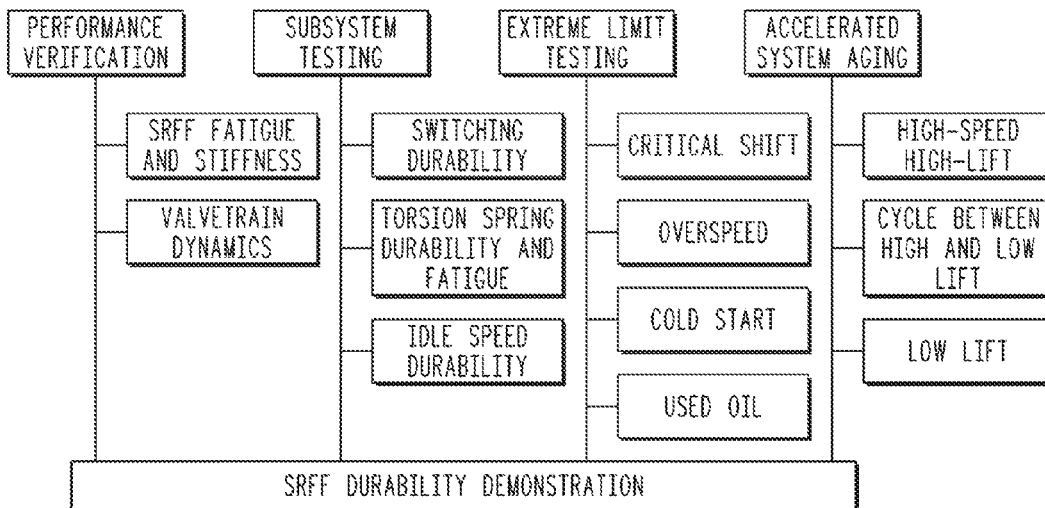 PERFORMANCE
VERIFICATION
SRFF FATIGUE
AND STIFFNESS
VALVETRAIN
DYNAMICS
SUBSYSTEM
TESTING
SWITCHING
DURABILITY
TORSION SPRING
DURABILITY AND
FATIGUE
IDLE SPEED
DURABILITY
EXTREME LIMIT
TESTING
CRITICAL SHIFT
OVERSPEED
COLD START
USED OIL
ACCELERATED
SYSTEM AGING
HIGH-SPEED
HIGH-LIFT
CYCLE BETWEEN
HIGH AND LOW
LIFT
LOW LIFT
SRFF DURABILITY DEMONSTRATION